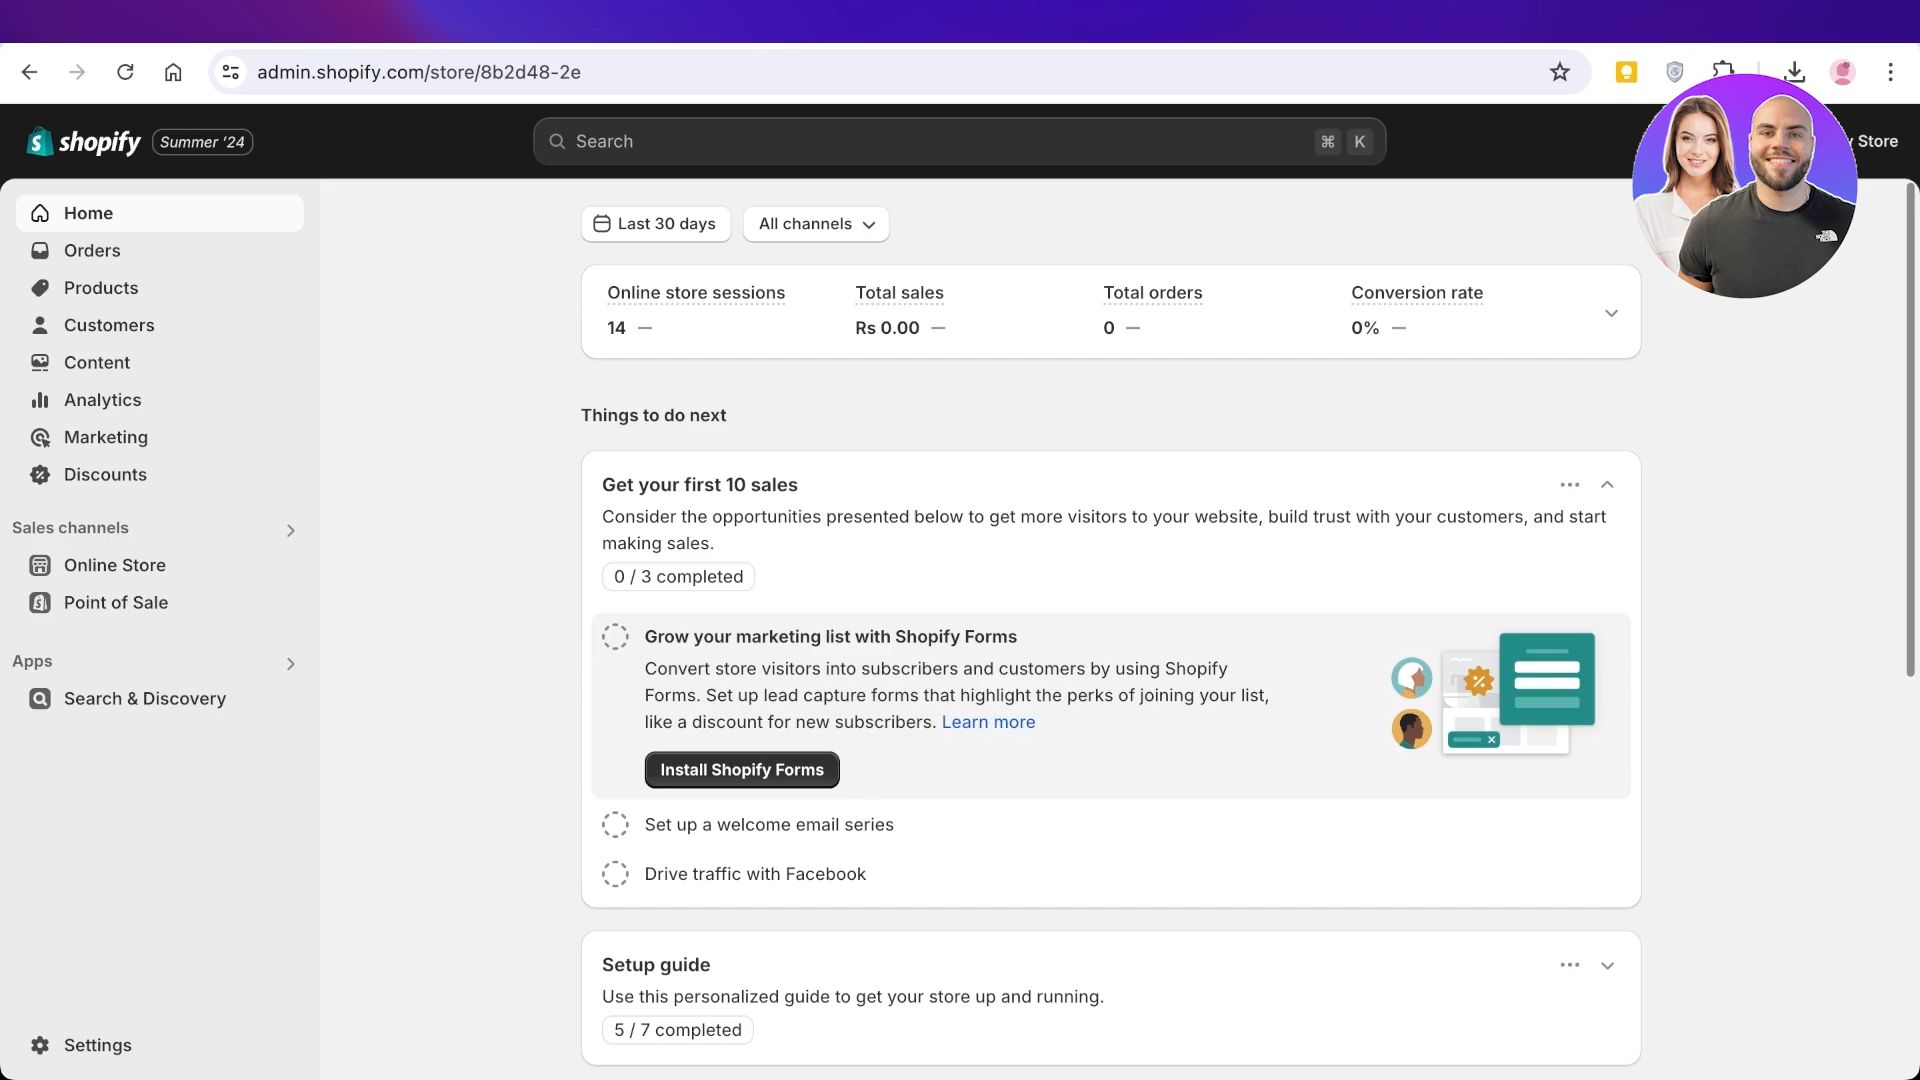 admin.shopify.com/store/8b2d48-2e
shopify
Summer '24
Search
⌘ K
Store
Home
Orders
Products
Customers
Content
Analytics
Marketing
Discounts
Sales channels
Online Store
Point of Sale
Apps
Search & Discovery
Settings
Last 30 days
All channels
Online store sessions
14 —
Total sales
Rs 0.00 —
Total orders
0 —
Conversion rate
0% —
Things to do next
Get your first 10 sales
Consider the opportunities presented below to get more visitors to your website, build trust with your customers, and start
making sales.
0 / 3 completed
Grow your marketing list with Shopify Forms
Convert store visitors into subscribers and customers by using Shopify
Forms. Set up lead capture forms that highlight the perks of joining your list,
like a discount for new subscribers. Learn more
Install Shopify Forms
Set up a welcome email series
Drive traffic with Facebook
Setup guide
Use this personalized guide to get your store up and running.
5 / 7 completed